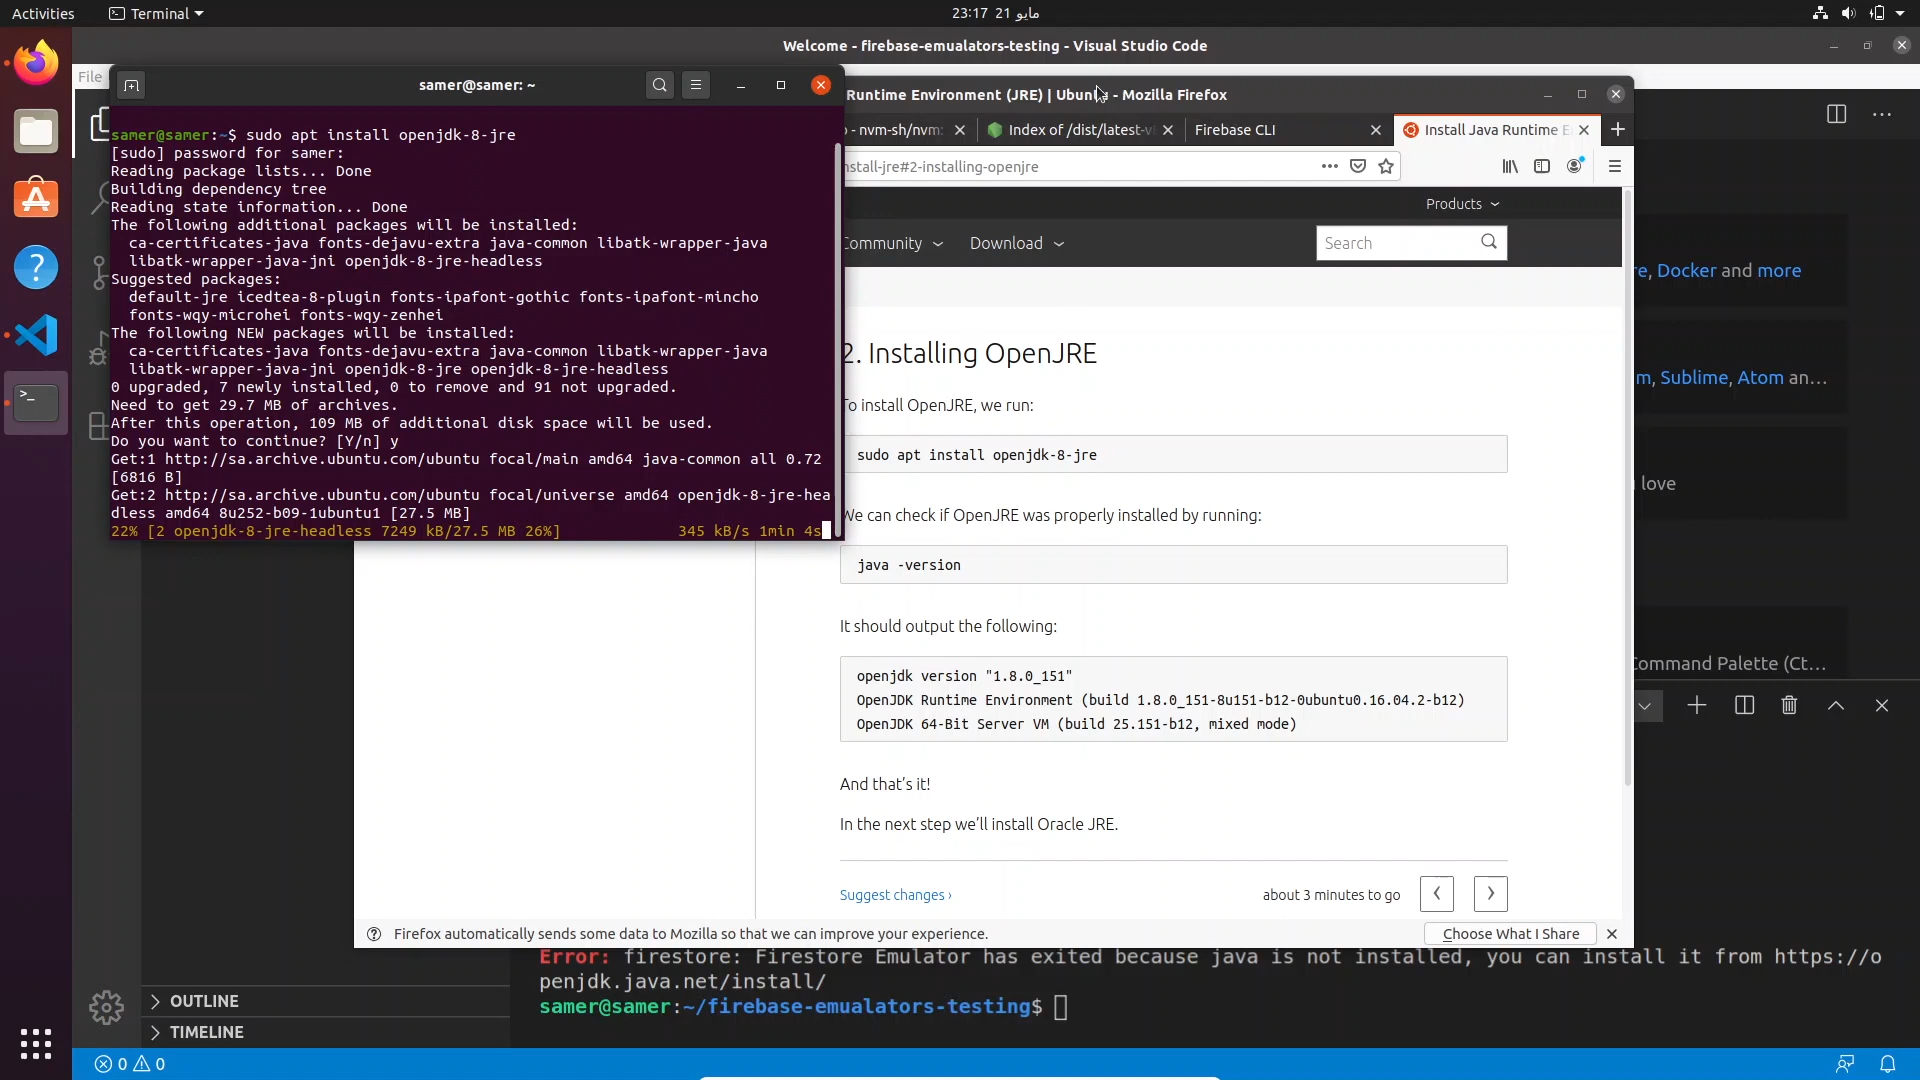 Activities
Terminal
23:17 21 مايو
Welcome - firebase-emualators-testing - Visual Studio Code
File
samer@samer: ~
samer@samer:~$ sudo apt install openjdk-8-jre
[sudo] password for samer:
Reading package lists... Done
Building dependency tree
Reading state information... Done
The following additional packages will be installed:
ca-certificates-java fonts-dejavu-extra java-common libatk-wrapper-java
libatk-wrapper-java-jni openjdk-8-jre-headless
Suggested packages:
default-jre icedtea-8-plugin fonts-ipafont-gothic fonts-ipafont-mincho
fonts-wqy-microhei fonts-wqy-zenhei
The following NEW packages will be installed:
ca-certificates-java fonts-dejavu-extra java-common libatk-wrapper-java
libatk-wrapper-java-jni openjdk-8-jre openjdk-8-jre-headless
0 upgraded, 7 newly installed, 0 to remove and 91 not upgraded.
Need to get 29.7 MB of archives.
After this operation, 109 MB of additional disk space will be used.
Do you want to continue? [Y/n] y
Get:1 http://sa.archive.ubuntu.com/ubuntu focal/main amd64 java-common all 0.72
[6816 B]
Get:2 http://sa.archive.ubuntu.com/ubuntu focal/universe amd64 openjdk-8-jre-hea
dless amd64 8u252-b09-1ubuntu1 [27.5 MB]
22% [2 openjdk-8-jre-headless 7249 kB/27.5 MB 26%] 345 kB/s 1min 4s
Runtime Environment (JRE) | Ubuntu - Mozilla Firefox
- nvm-sh/nvm:
Index of /dist/latest-v
Firebase CLI
Install Java Runtime E
nstall-jre#2-installing-openjre
Products
Community
Download
Search
2. Installing OpenJRE
To install OpenJRE, we run:
sudo apt install openjdk-8-jre
We can check if OpenJRE was properly installed by running:
java -version
It should output the following:
openjdk version "1.8.0_151"
OpenJDK Runtime Environment (build 1.8.0_151-8u151-b12-0ubuntu0.16.04.2-b12)
OpenJDK 64-Bit Server VM (build 25.151-b12, mixed mode)
And that’s it!
In the next step we’ll install Oracle JRE.
Suggest changes ›
about 3 minutes to go
Firefox automatically sends some data to Mozilla so that we can improve your experience.
Choose What I Share
re, Docker and more
m, Sublime, Atom an...
love
Command Palette (Ct...
Error: firestore: Firestore Emulator has exited because java is not installed, you can install it from https://o
penjdk.java.net/install/
samer@samer:~/firebase-emualators-testing$
OUTLINE
TIMELINE
0 0